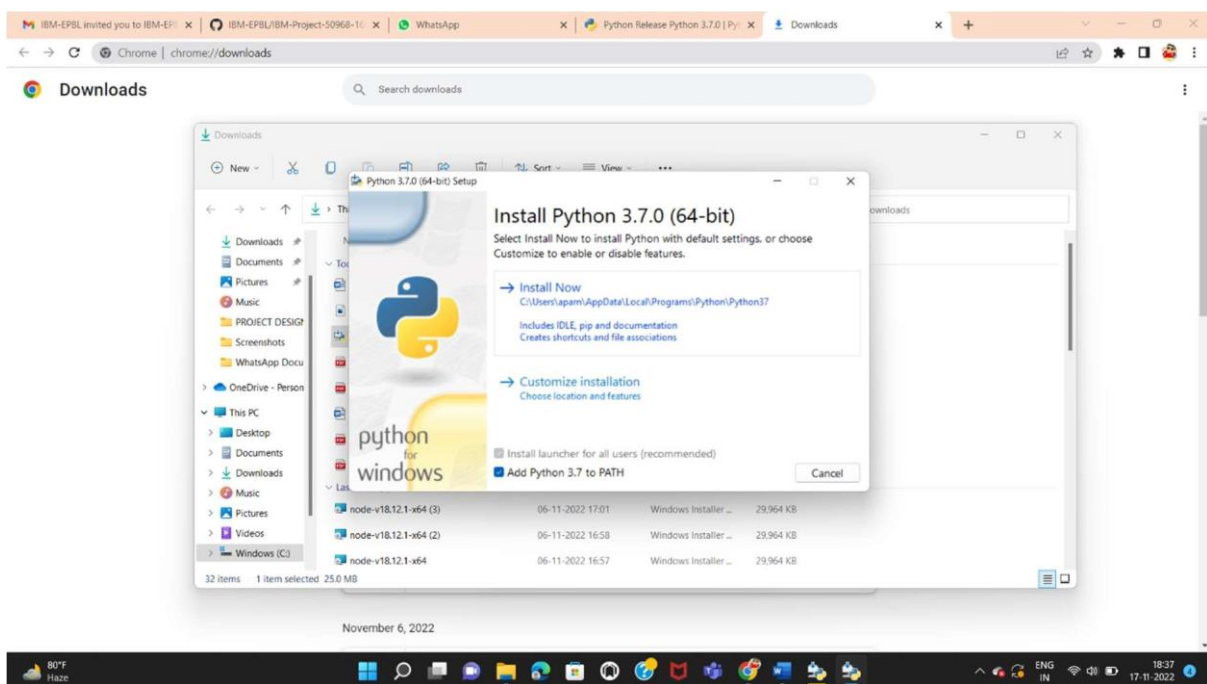 IBM-EPBL invited you to IBM-EP
IBM-EPBL/IBM-Project-50968-16
WhatsApp
Python Release Python 3.7.0 | Pyt
Downloads
Chrome | chrome://downloads
Downloads
Search downloads
Downloads
New
Sort
View
Th
ownloads
Downloads
Documents
Pictures
Music
PROJECT DESIGN
Screenshots
WhatsApp Docu
OneDrive - Person
This PC
Desktop
Documents
Downloads
Music
Pictures
Videos
Windows (C:)
Python 3.7.0 (64-bit) Setup
Install Python 3.7.0 (64-bit)
Select Install Now to install Python with default settings, or choose
Customize to enable or disable features.
Install Now
C:\Users\aparn\AppData\Local\Programs\Python\Python37
Includes IDLE, pip and documentation
Creates shortcuts and file associations
Customize installation
Choose location and features
python
for
windows
Install launcher for all users (recommended)
Add Python 3.7 to PATH
Cancel
Las
node-v18.12.1-x64 (3) 06-11-2022 17:01 Windows Installer ... 29,964 KB
node-v18.12.1-x64 (2) 06-11-2022 16:58 Windows Installer ... 29,964 KB
node-v18.12.1-x64 06-11-2022 16:57 Windows Installer ... 29,964 KB
32 items 1 item selected 25.0 MB
November 6, 2022
80°F
Haze
ENG
IN
18:37
17-11-2022
4